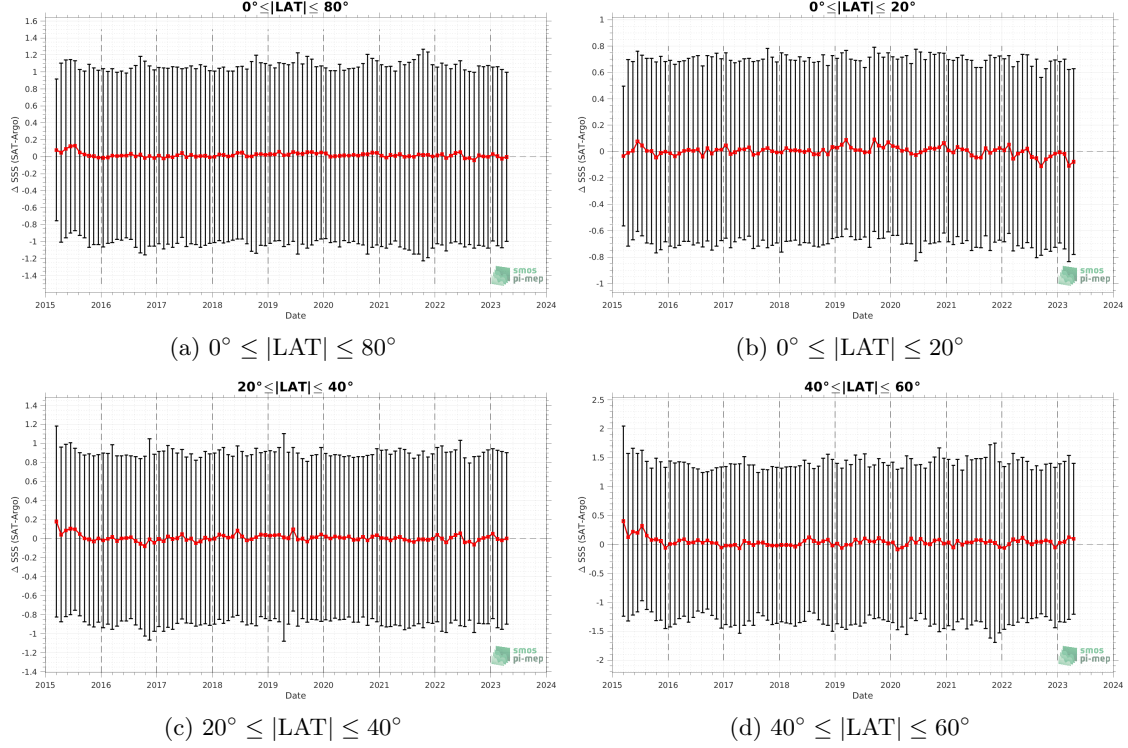 0°≤|LAT|≤ 80°
1.6
1.4
1.2
1
0.8
0.6
0.4
0.2
0
-0.2
-0.4
-0.6
-0.8
-1
-1.2
-1.4
Δ SSS (SAT-Argo)
2015 2016 2017 2018 2019 2020 2021 2022 2023 2024
Date
smos
pi-mep
(a) 0° ≤ |LAT| ≤ 80°
0°≤|LAT|≤ 20°
1
0.8
0.6
0.4
0.2
0
-0.2
-0.4
-0.6
-0.8
-1
Δ SSS (SAT-Argo)
2015 2016 2017 2018 2019 2020 2021 2022 2023 2024
Date
smos
pi-mep
(b) 0° ≤ |LAT| ≤ 20°
20°≤|LAT|≤ 40°
1.4
1.2
1
0.8
0.6
0.4
0.2
0
-0.2
-0.4
-0.6
-0.8
-1
-1.2
-1.4
Δ SSS (SAT-Argo)
2015 2016 2017 2018 2019 2020 2021 2022 2023 2024
Date
smos
pi-mep
(c) 20° ≤ |LAT| ≤ 40°
40°≤|LAT|≤ 60°
2.5
2
1.5
1
0.5
0
-0.5
-1
-1.5
-2
Δ SSS (SAT-Argo)
2015 2016 2017 2018 2019 2020 2021 2022 2023 2024
Date
smos
pi-mep
(d) 40° ≤ |LAT| ≤ 60°